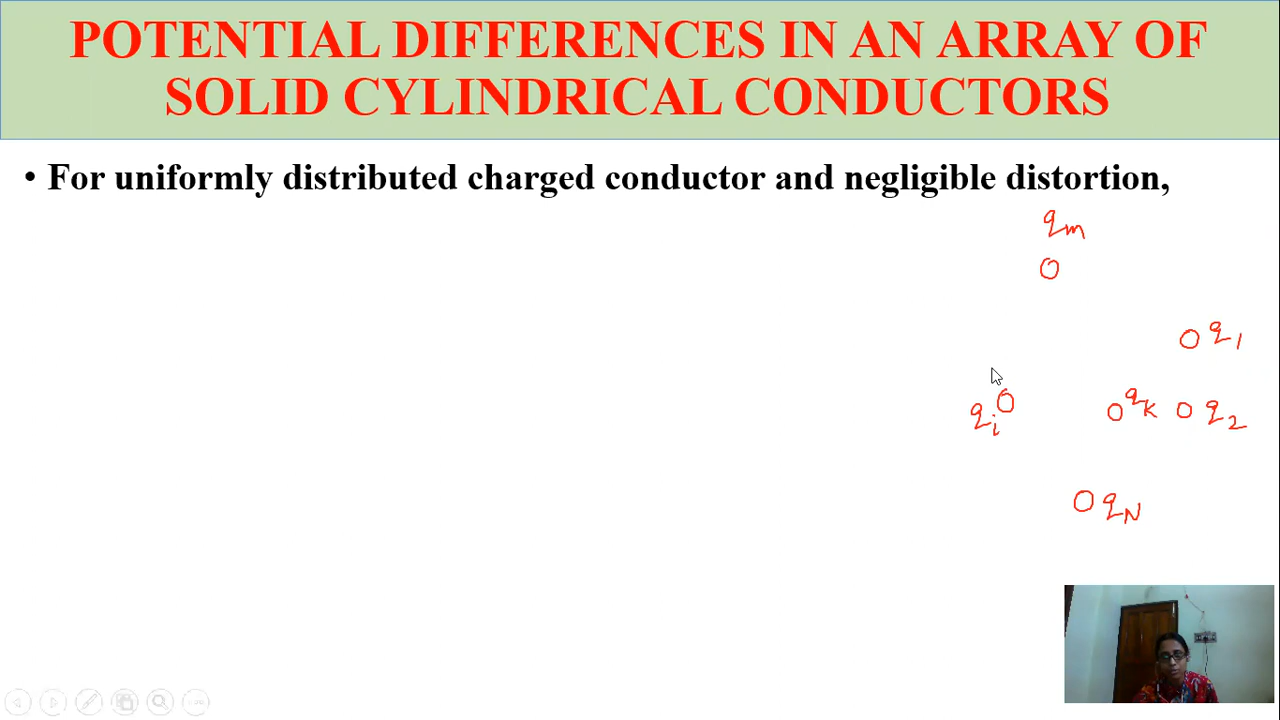 POTENTIAL DIFFERENCES IN AN ARRAY OF
SOLID CYLINDRICAL CONDUCTORS
• For uniformly distributed charged conductor and negligible distortion,
qm
q1
qi
qk
q2
qN